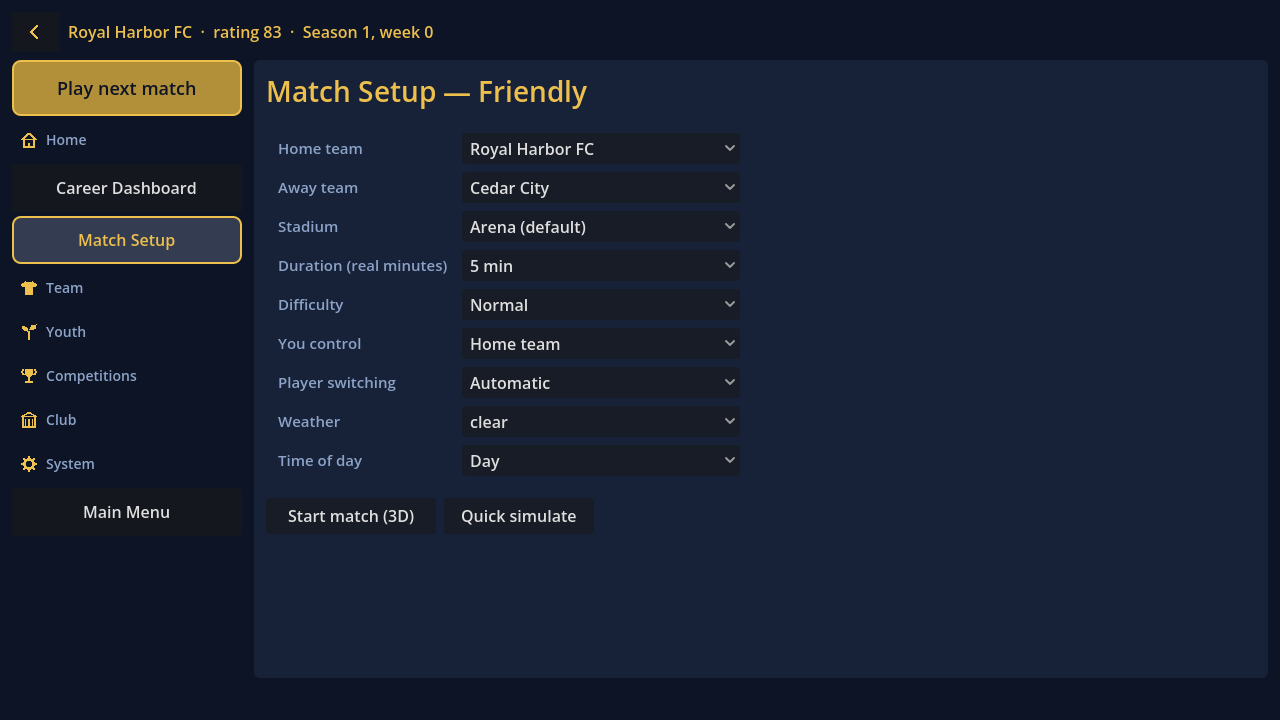 Royal Harbor FC · rating 83 · Season 1, week 0
Play next match
Home
Career Dashboard
Match Setup
Team
Youth
Competitions
Club
System
Main Menu
Match Setup — Friendly
Home team Royal Harbor FC
Away team Cedar City
Stadium Arena (default)
Duration (real minutes) 5 min
Difficulty Normal
You control Home team
Player switching Automatic
Weather clear
Time of day Day
Start match (3D) Quick simulate